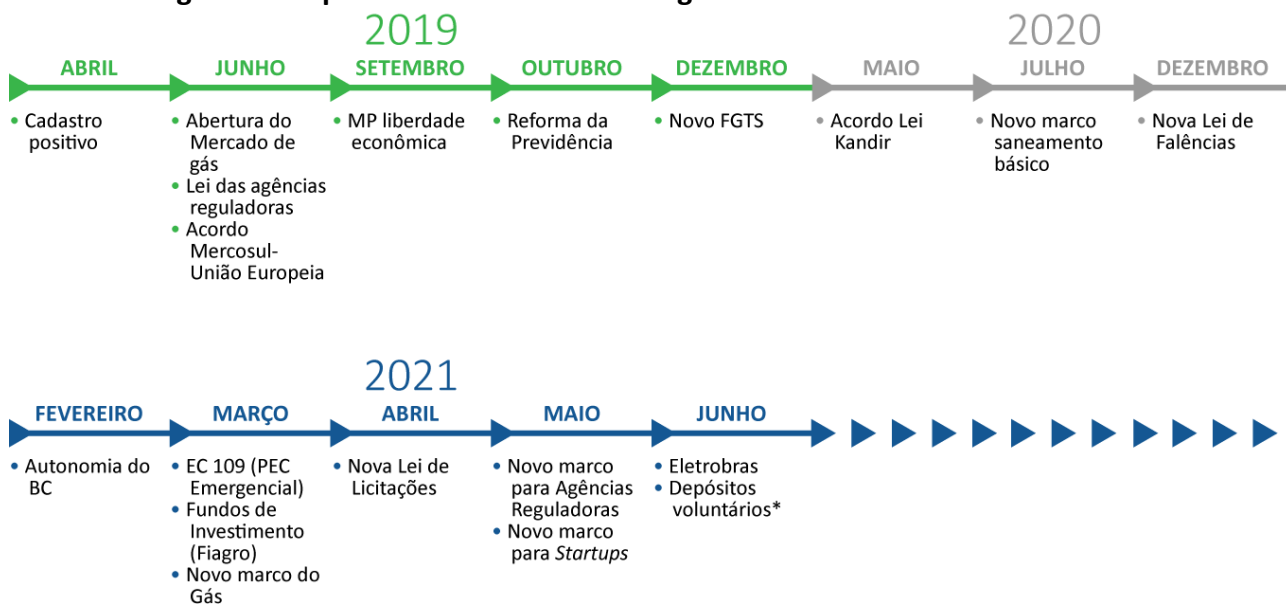 2019
2020
ABRIL
JUNHO
SETEMBRO
OUTUBRO
DEZEMBRO
MAIO
JULHO
DEZEMBRO
• Cadastro
positivo
• Abertura do
Mercado de
gás
• Lei das agências
reguladoras
• Acordo
Mercosul-
União Europeia
• MP liberdade
econômica
• Reforma da
Previdência
• Novo FGTS
• Acordo Lei
Kandir
• Novo marco
saneamento
básico
• Nova Lei de
Falências
2021
FEVEREIRO
MARÇO
ABRIL
MAIO
JUNHO
• Autonomia do
BC
• EC 109 (PEC
Emergencial)
• Fundos de
Investimento
(Fiagro)
• Novo marco do
Gás
• Nova Lei de
Licitações
• Novo marco
para Agências
Reguladoras
• Novo marco
para Startups
• Eletrobras
• Depósitos
voluntários*